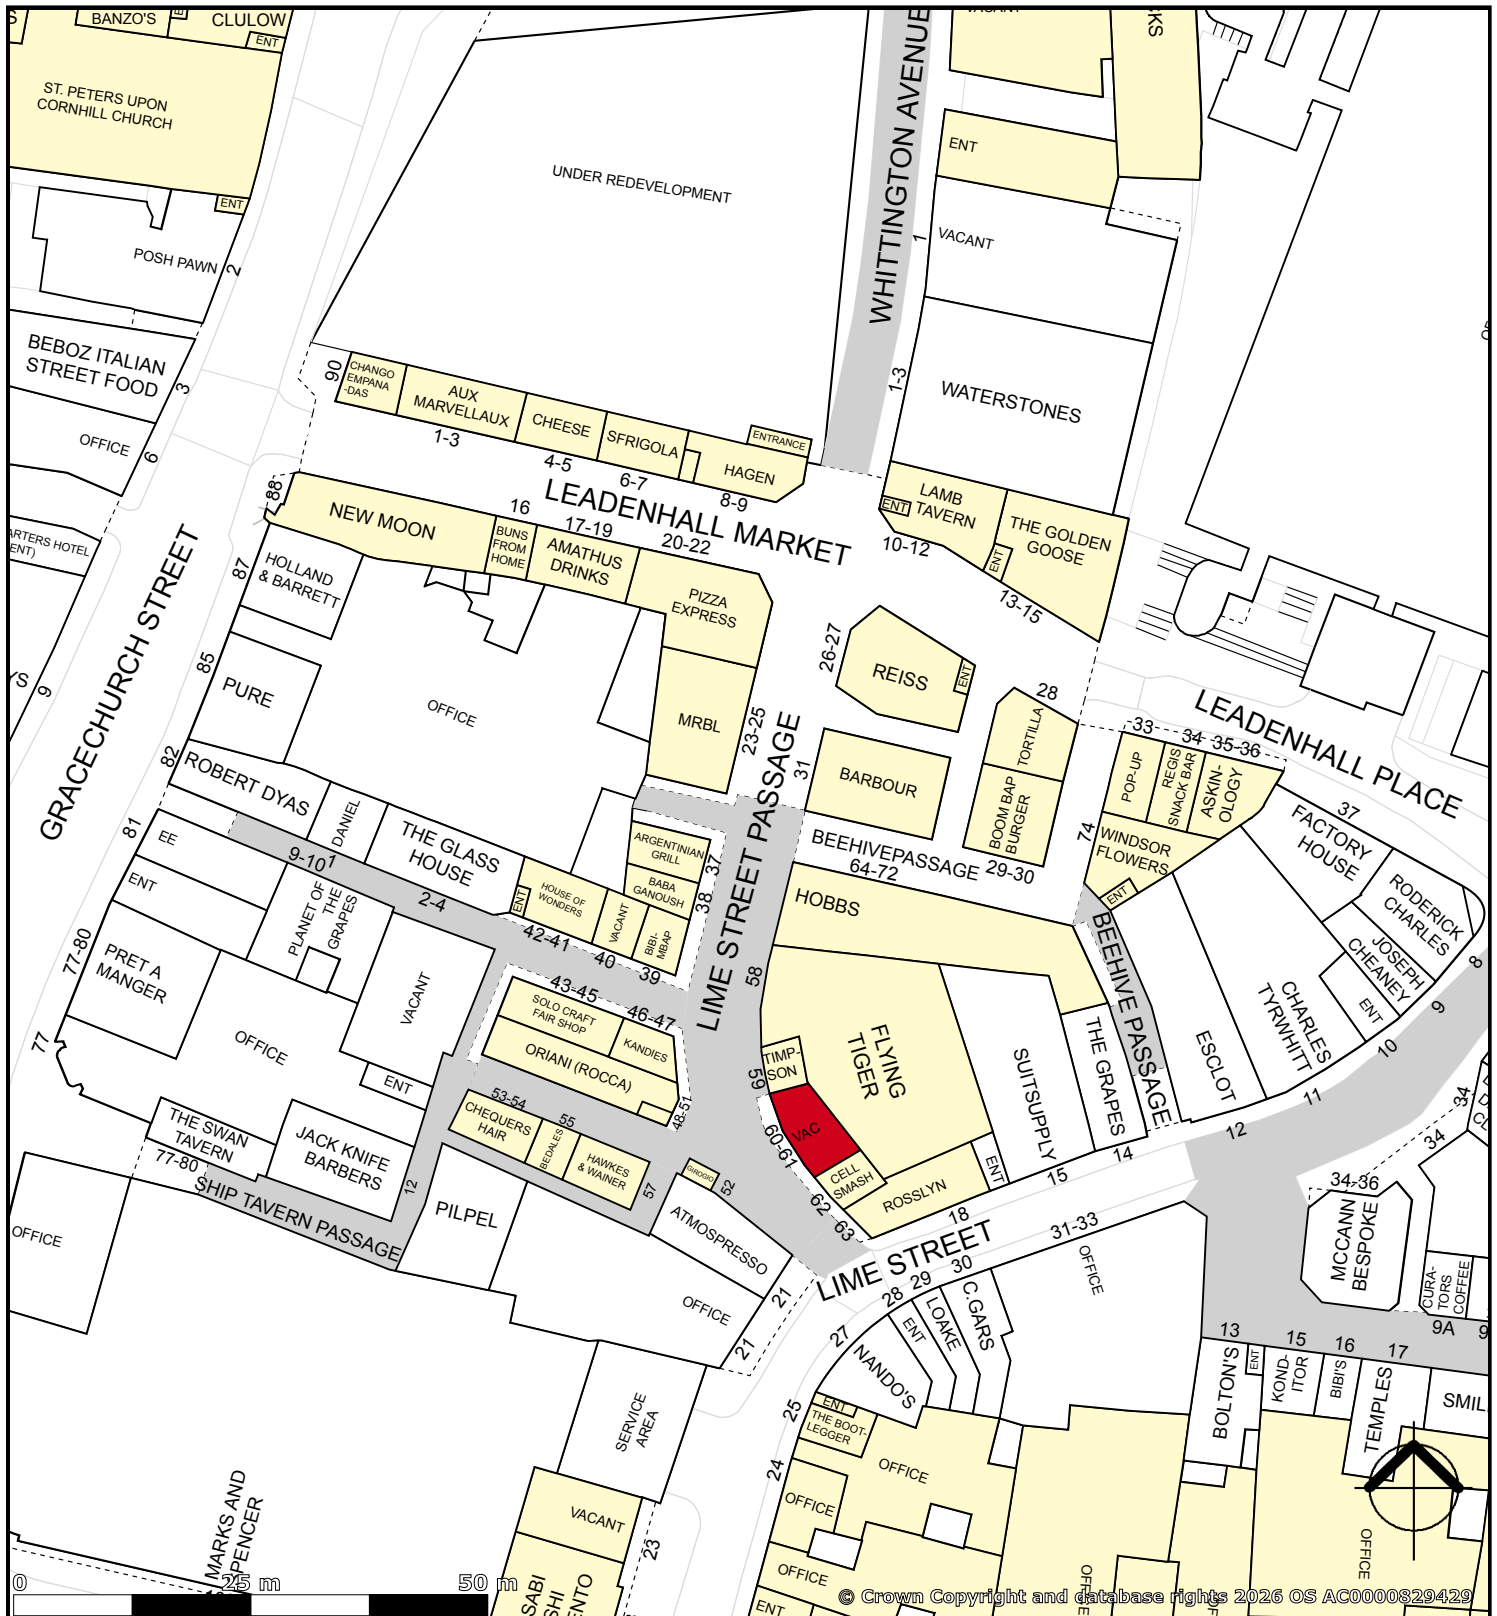 BANZO'S
CLULOW
ENT
ST. PETERS UPON
CORNHILL CHURCH
ENT
POSH PAWN
2
BEBOZ ITALIAN
STREET FOOD
3
OFFICE
6
9
GRACECHURCH STREET
UNDER REDEVELOPMENT
WHITTINGTON AVENUE
VACANT
ENT
1
VACANT
1-3
WATERSTONES
90
CHANGO
EMPANA
-DAS
AUX
MARVELLAUX
CHEESE
SFRIGOLA
HAGEN
ENTRANCE
1-3
4-5
6-7
8-9
LEADENHALL MARKET
88
NEW MOON
16
BUNS
FROM
HOME
17-19
AMATHUS
DRINKS
20-22
PIZZA
EXPRESS
LAMB
TAVERN
ENT
10-12
THE GOLDEN
GOOSE
ENT
13-15
87
HOLLAND
& BARRETT
85
PURE
OFFICE
MRBL
23-25
26-27
REISS
ENT
28
TORTILLA
BOOM BAP
BURGER
29-30
31
BARBOUR
BEEHIVEPASSAGE
64-72
LEADENHALL PLACE
33
34
35-36
POP-UP
REGIS
SNACK BAR
ASKIN-
OLOGY
74
WINDSOR
FLOWERS
ENT
37
FACTORY
HOUSE
RODERICK
CHARLES
JOSEPH
CHEANEY
ENT
8
9
10
11
CHARLES
TYRWHITT
ESCLOT
BEEHIVE PASSAGE
82
ROBERT DYAS
DANIEL
THE GLASS
HOUSE
81
EE
ENT
9-10
1
2-4
PLANET OF
THE
GRAPES
77-80
PRET A
MANGER
77
OFFICE
VACANT
ENT
ENT
HOUSE OF
WONDERS
VACANT
BIBI-
MBAP
ARGENTINIAN
GRILL
BABA
GANOUSH
37
38
42-41
40
39
LIME STREET PASSAGE
43-45
46-47
SOLO CRAFT
FAIR SHOP
KANDIES
ORIANI (ROCCA)
48-51
HOBBS
58
FLYING
TIGER
TIMP-
SON
59
VAC
60-61
CELL
SMASH
62
63
ROSSLYN
ENT
SUITSUPPLY
THE GRAPES
12
14
15
18
LIME STREET
53-54
CHEQUERS
HAIR
BEDALES
55
HAWKES
& WAINER
57
GIROGIO
52
ATMOSPRESSO
THE SWAN
TAVERN
77-80
JACK KNIFE
BARBERS
12
SHIP TAVERN PASSAGE
PILPEL
OFFICE
OFFICE
21
21
SERVICE
AREA
MARKS AND
SPENCER
VACANT
23
31-33
30
29
28
27
OFFICE
C.GARS
LOAKE
ENT
NANDO'S
25
ENT
THE BOOT-
LEGGER
24
OFFICE
OFFICE
OFFICE
ENT
34
34
34-36
MCCANN
BESPOKE
CURA-
TORS
COFFEE
9A
9
13
15
16
17
BOLTON'S
ENT
KOND-
ITOR
BIBI'S
TEMPLES
OFFICE
0
25 m
50 m
© Crown Copyright and database rights 2026 OS AC0000829429